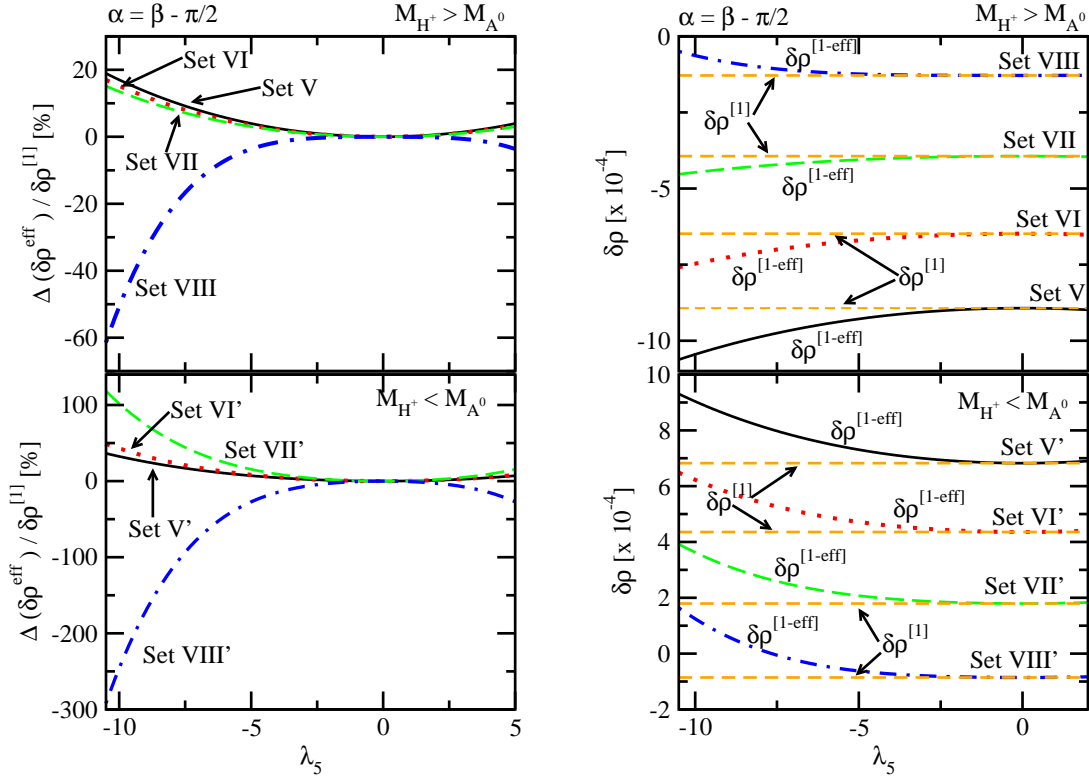 α = β - π/2 M_{H^+} > M_{A^0}
Δ (δρ^{eff}) / δρ^{[1]} [%]
20
0
-20
-40
-60
Set VI
Set V
Set VII
Set VIII
α = β - π/2 M_{H^+} > M_{A^0}
δρ [x 10^{-4}]
0
-5
-10
δρ^{[1-eff]} Set VIII
δρ^{[1]}
Set VII
δρ^{[1-eff]}
Set VI
δρ^{[1-eff]}
δρ^{[1]}
Set V
δρ^{[1-eff]}
-10 -5 0
Δ (δρ^{eff}) / δρ^{[1]} [%]
100
0
-100
-200
-300
M_{H^+} < M_{A^0}
Set VI’
Set VII’
Set V’
Set VIII’
-10 -5 0 5
λ_5
δρ [x 10^{-4}]
10
8
6
4
2
0
-2
M_{H^+} < M_{A^0}
δρ^{[1-eff]}
Set V’
δρ^{[1]}
δρ^{[1-eff]}
Set VI’
δρ^{[1-eff]}
Set VII’
δρ^{[1-eff]}
δρ^{[1]}
Set VIII’
-10 -5 0
λ_5